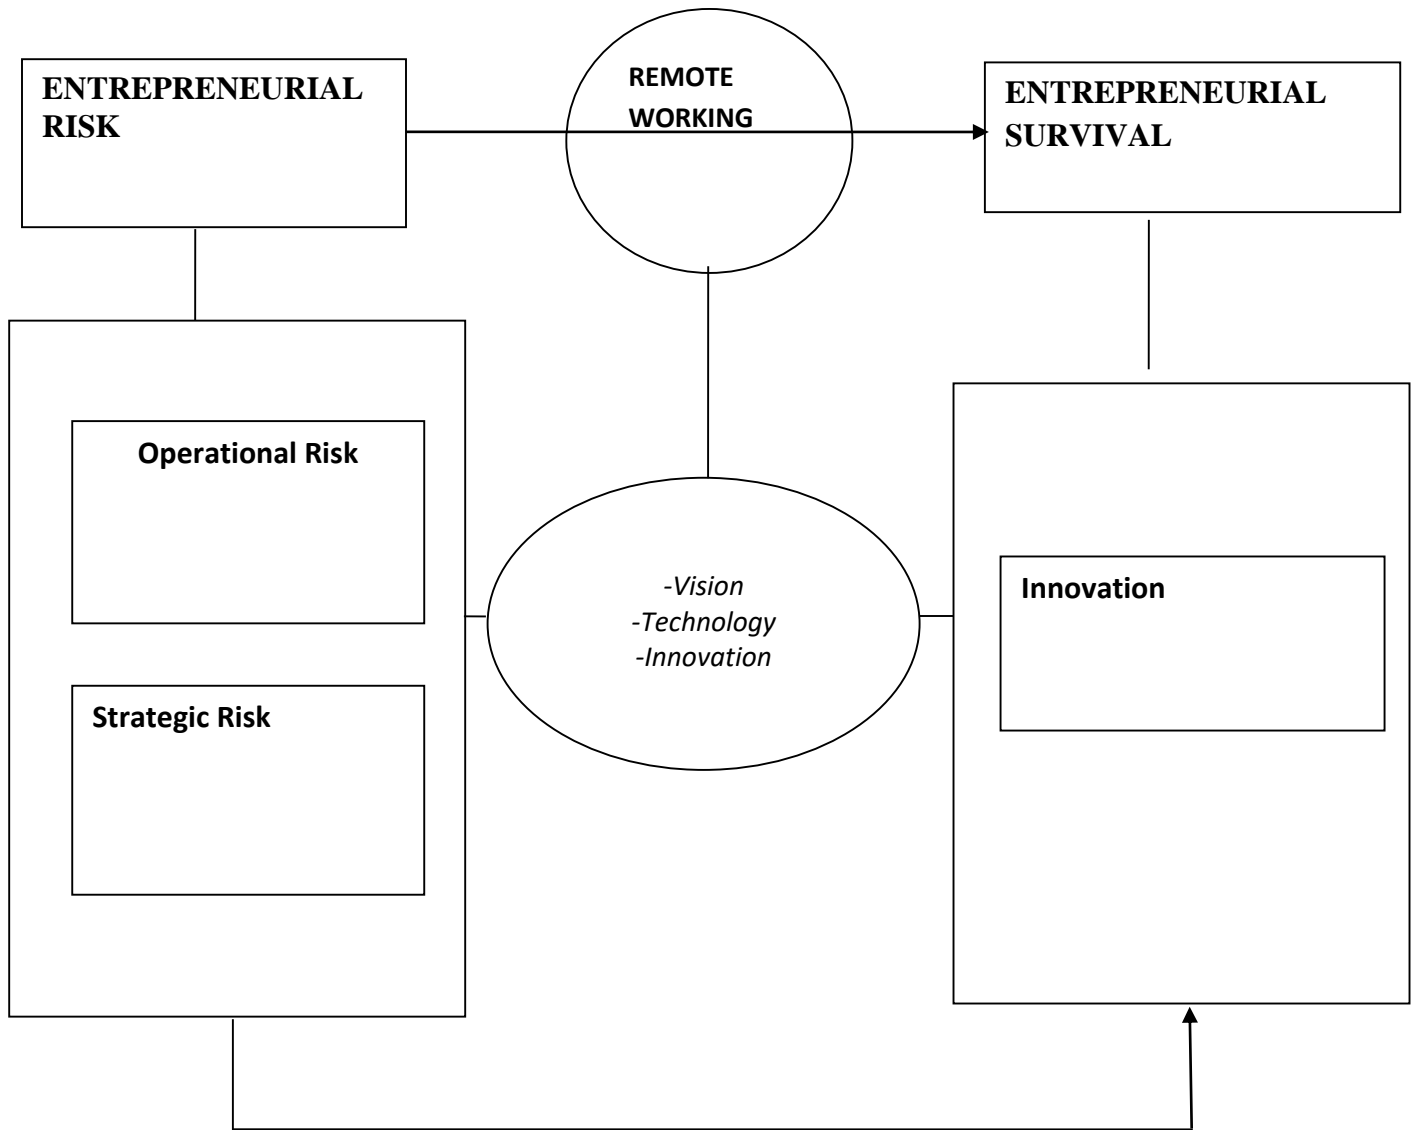 ENTREPRENEURIAL
RISK
REMOTE
WORKING
ENTREPRENEURIAL
SURVIVAL
Operational Risk
Strategic Risk
-Vision
-Technology
-Innovation
Innovation